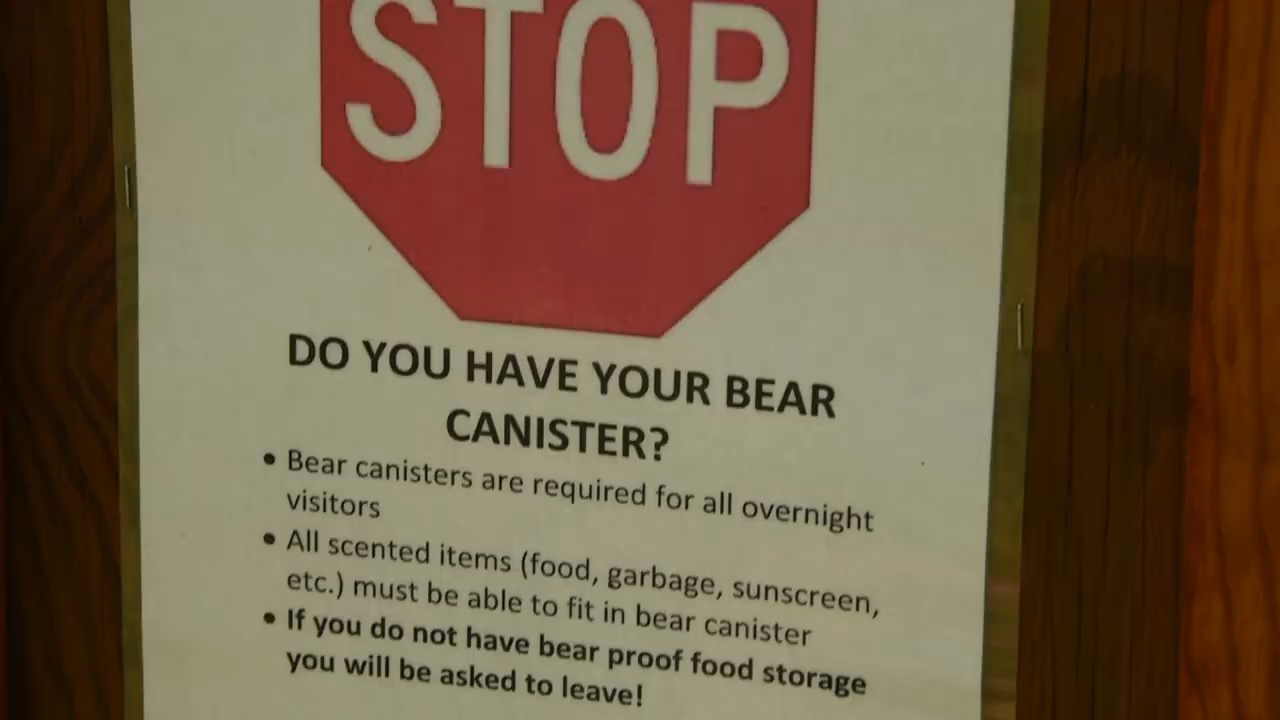 STOP
DO YOU HAVE YOUR BEAR
CANISTER?
• Bear canisters are required for all overnight
visitors
• All scented items (food, garbage, sunscreen,
etc.) must be able to fit in bear canister
• If you do not have bear proof food storage
you will be asked to leave!